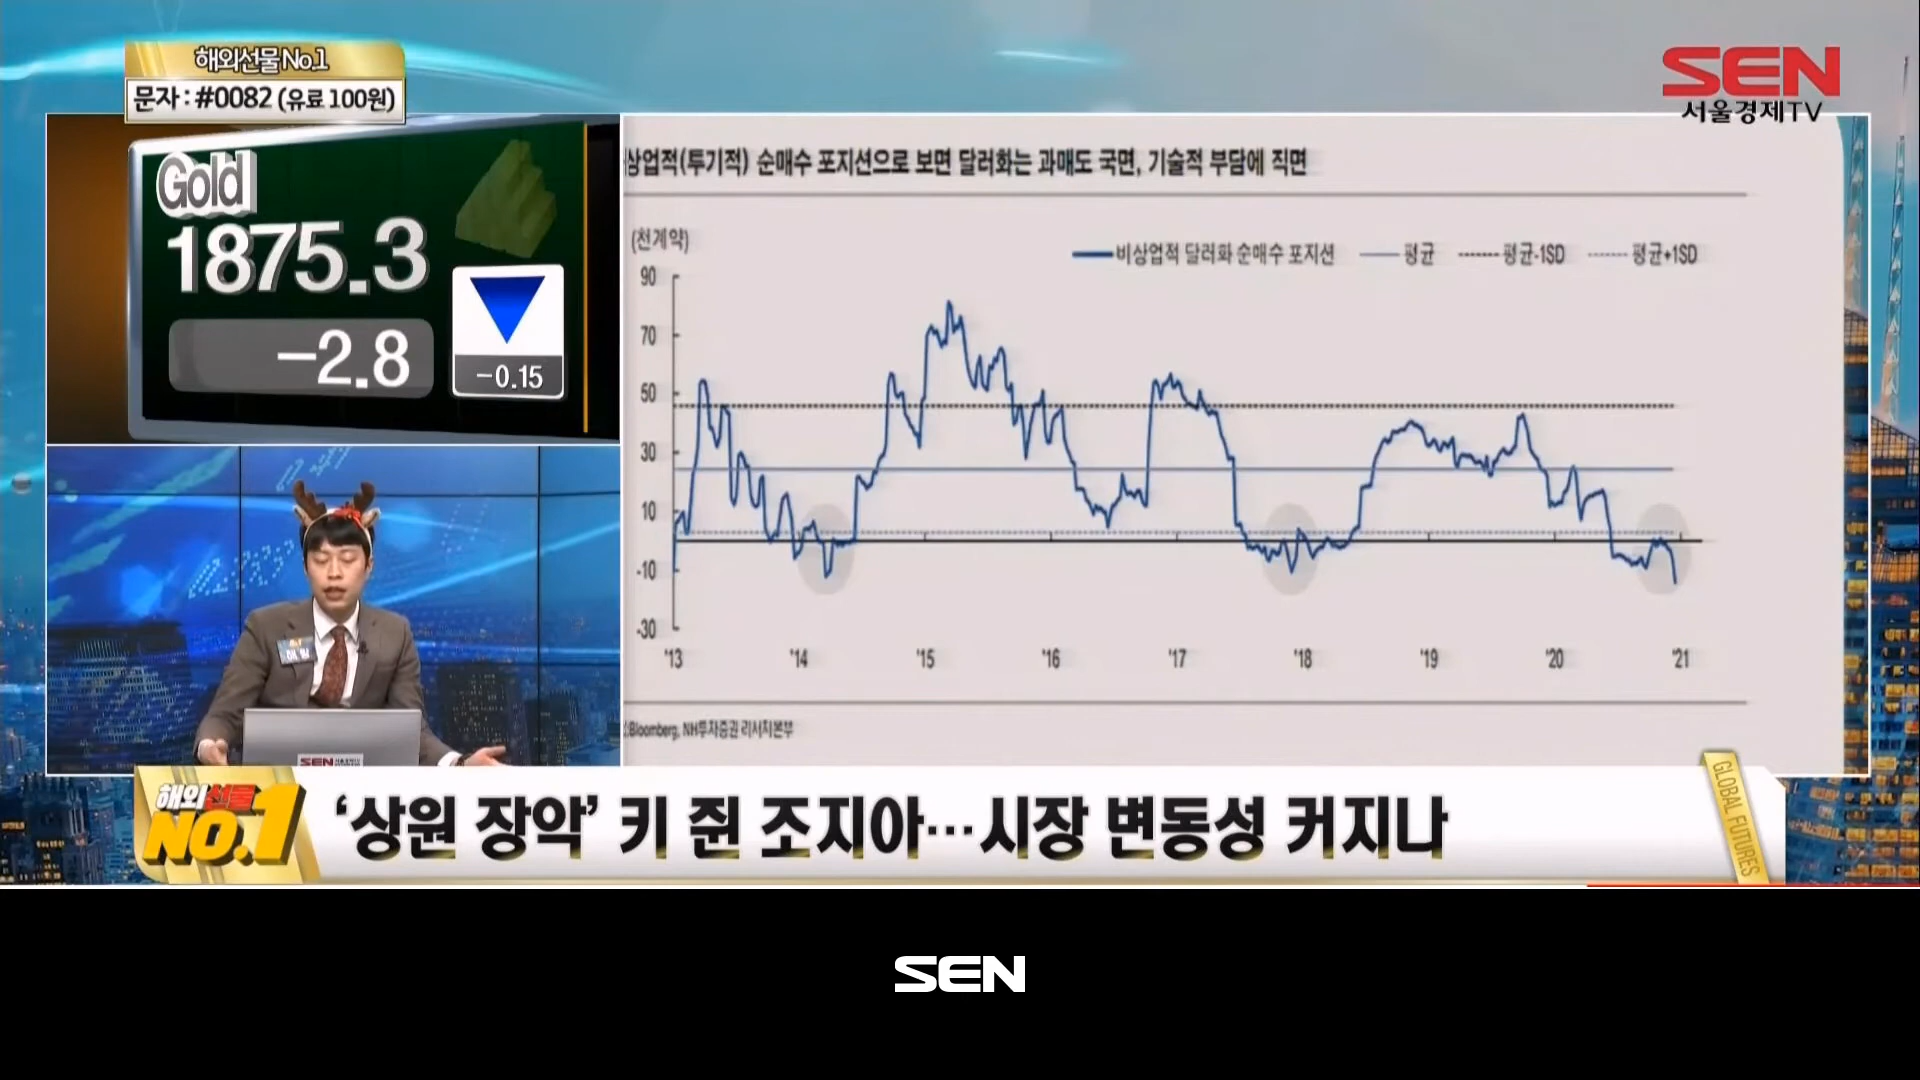 해외선물No.1
문자 : #0082 (유료 100원)
SEN
서울경제TV
Gold
1875.3
-2.8
-0.15
상업적(투기적) 순매수 포지션으로 보면 달러화는 과매도 국면, 기술적 부담에 직면
(천계약)
비상업적 달러화 순매수 포지션 평균 평균-1SD 평균+1SD
90
70
50
30
10
-10
-30
'13 '14 '15 '16 '17 '18 '19 '20 '21
Bloomberg, NH투자증권 리서치본부
SEN
해외선물
NO.1
'상원 장악' 키 쥔 조지아…시장 변동성 커지나
GLOBAL FUTURES
SEN